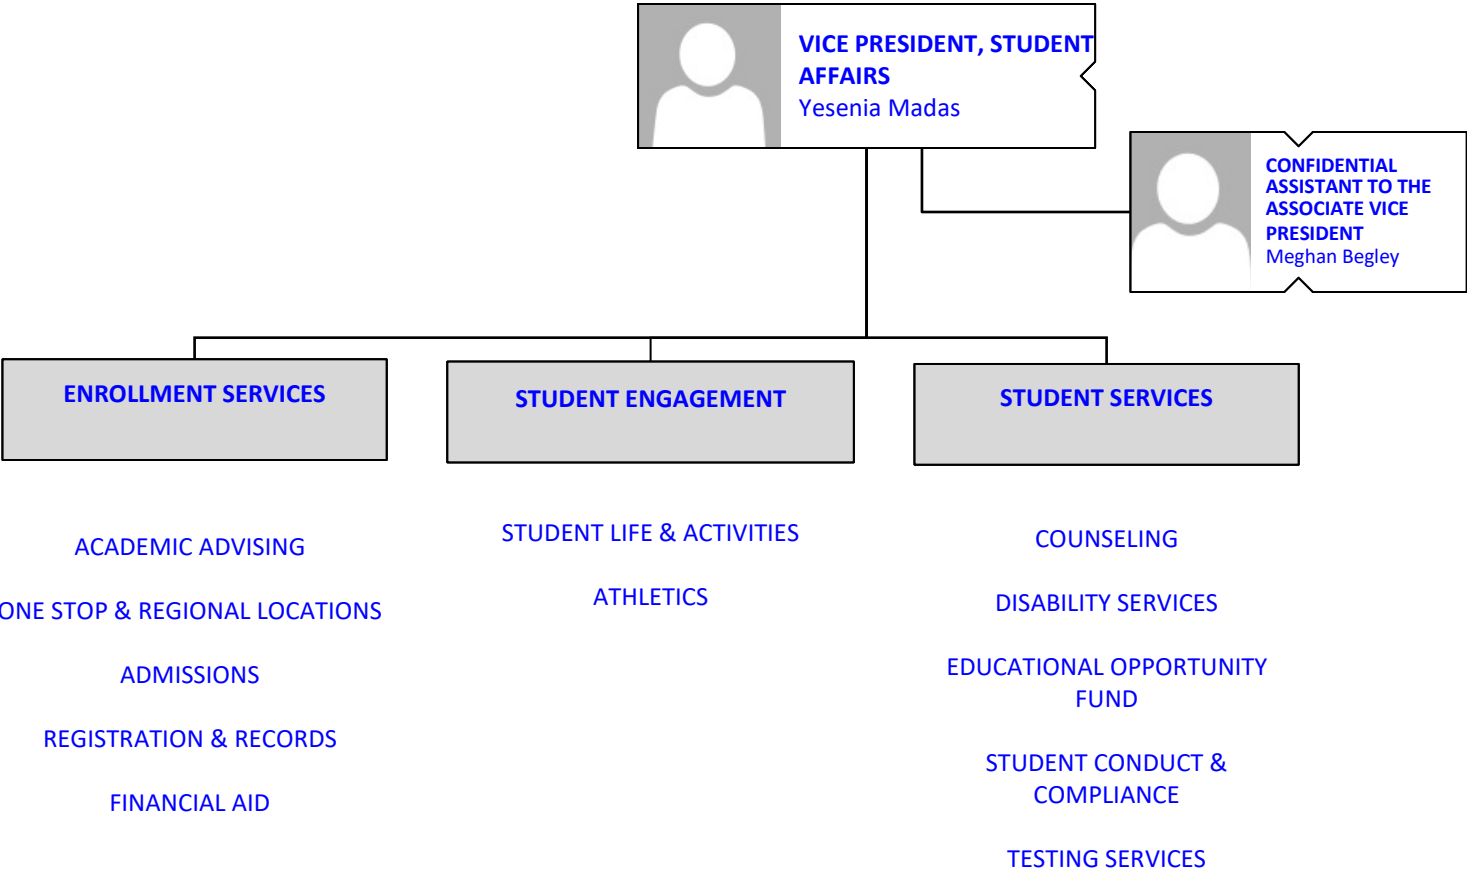 VICE PRESIDENT, STUDENT
AFFAIRS
Yesenia Madas
CONFIDENTIAL
ASSISTANT TO THE
ASSOCIATE VICE
PRESIDENT
Meghan Begley
ENROLLMENT SERVICES
STUDENT ENGAGEMENT
STUDENT SERVICES
ACADEMIC ADVISING
ONE STOP & REGIONAL LOCATIONS
ADMISSIONS
REGISTRATION & RECORDS
FINANCIAL AID
STUDENT LIFE & ACTIVITIES
ATHLETICS
COUNSELING
DISABILITY SERVICES
EDUCATIONAL OPPORTUNITY
FUND
STUDENT CONDUCT &
COMPLIANCE
TESTING SERVICES